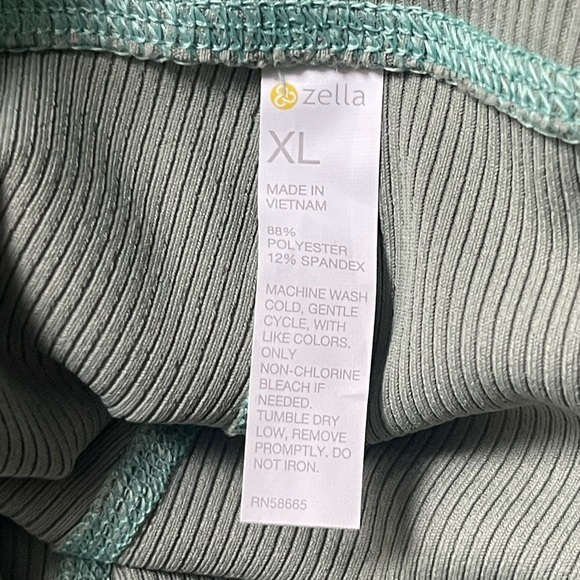 zella
XL
MADE IN
VIETNAM
88%
POLYESTER
12% SPANDEX
MACHINE WASH
COLD, GENTLE
CYCLE, WITH
LIKE COLORS.
ONLY
NON-CHLORINE
BLEACH IF
NEEDED.
TUMBLE DRY
LOW, REMOVE
PROMPTLY. DO
NOT IRON.
RN58665